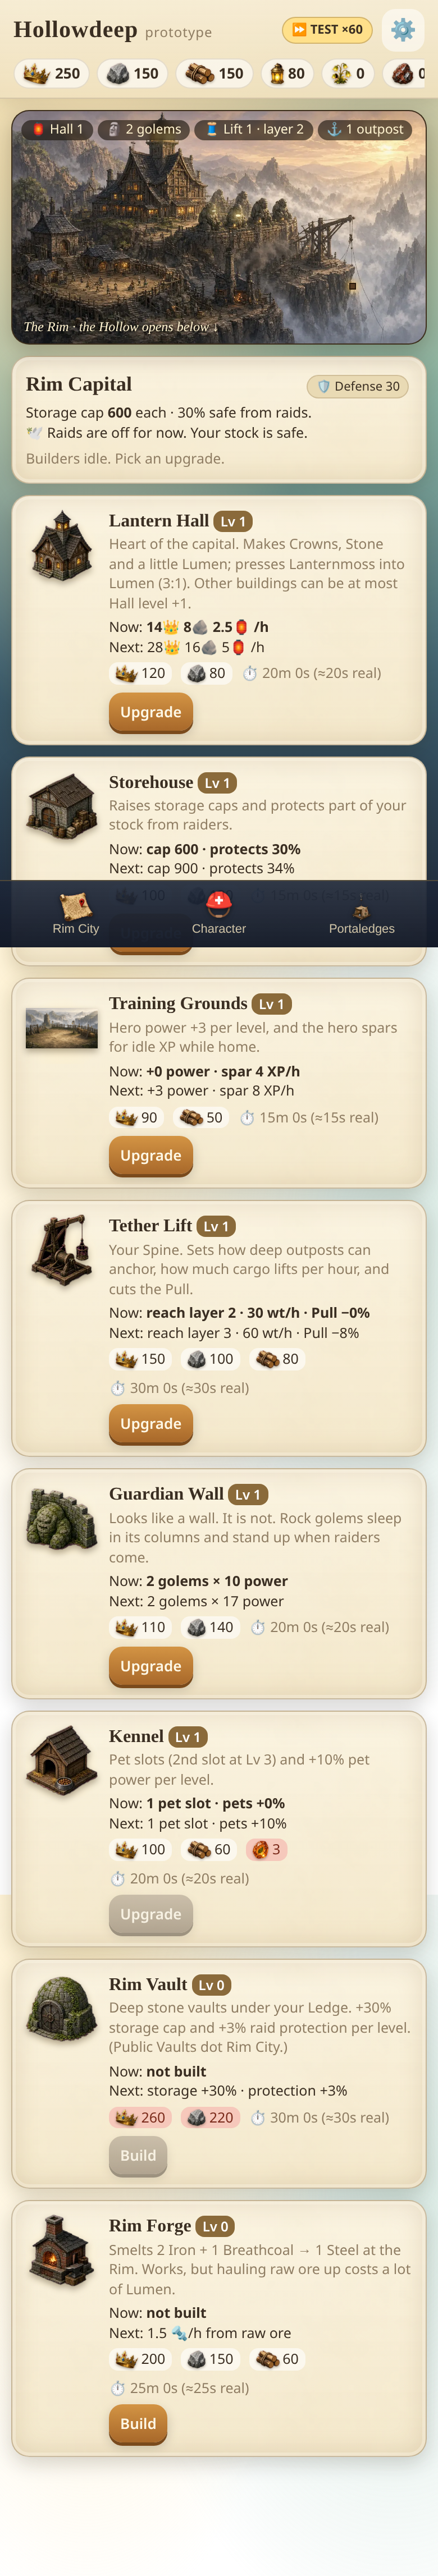 Hollowdeep prototype
TEST ×60
250 150 150 80 0 0
Hall 1 2 golems Lift 1 · layer 2 1 outpost
The Rim · the Hollow opens below ↓
Rim Capital
Defense 30
Storage cap 600 each · 30% safe from raids.
Raids are off for now. Your stock is safe.
Builders idle. Pick an upgrade.
Lantern Hall Lv 1
Heart of the capital. Makes Crowns, Stone
and a little Lumen; presses Lanternmoss into
Lumen (3:1). Other buildings can be at most
Hall level +1.
Now: 14 8 2.5 /h
Next: 28 16 5 /h
120 80 20m 0s (≈20s real)
Upgrade
Storehouse Lv 1
Raises storage caps and protects part of your
stock from raiders.
Now: cap 600 · protects 30%
Next: cap 900 · protects 34%
100 15m 0s (≈15s real)
Upgrade
Rim City Character Portaledges
Training Grounds Lv 1
Hero power +3 per level, and the hero spars
for idle XP while home.
Now: +0 power · spar 4 XP/h
Next: +3 power · spar 8 XP/h
90 50 15m 0s (≈15s real)
Upgrade
Tether Lift Lv 1
Your Spine. Sets how deep outposts can
anchor, how much cargo lifts per hour, and
cuts the Pull.
Now: reach layer 2 · 30 wt/h · Pull −0%
Next: reach layer 3 · 60 wt/h · Pull −8%
150 100 80
30m 0s (≈30s real)
Upgrade
Guardian Wall Lv 1
Looks like a wall. It is not. Rock golems sleep
in its columns and stand up when raiders
come.
Now: 2 golems × 10 power
Next: 2 golems × 17 power
110 140 20m 0s (≈20s real)
Upgrade
Kennel Lv 1
Pet slots (2nd slot at Lv 3) and +10% pet
power per level.
Now: 1 pet slot · pets +0%
Next: 1 pet slot · pets +10%
100 60 3
20m 0s (≈20s real)
Upgrade
Rim Vault Lv 0
Deep stone vaults under your Ledge. +30%
storage cap and +3% raid protection per level.
(Public Vaults dot Rim City.)
Now: not built
Next: storage +30% · protection +3%
260 220 30m 0s (≈30s real)
Build
Rim Forge Lv 0
Smelts 2 Iron + 1 Breathcoal → 1 Steel at the
Rim. Works, but hauling raw ore up costs a lot
of Lumen.
Now: not built
Next: 1.5 /h from raw ore
200 150 60
25m 0s (≈25s real)
Build